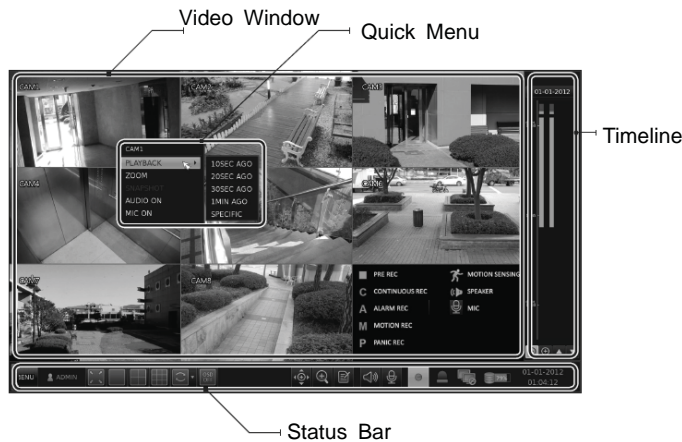 Video Window
Quick Menu
Timeline
CAM1
CAM2
CAM3
01-01-2012
CAM1
PLAYBACK
ZOOM
SNAPSHOT
AUDIO ON
MIC ON
10SEC AGO
20SEC AGO
30SEC AGO
1MIN AGO
SPECIFIC
CAM4
CAM6
CAM7
CAM8
PRE REC
C CONTINUOUS REC
A ALARM REC
M MOTION REC
P PANIC REC
MOTION SENSING
SPEAKER
MIC
MENU
ADMIN
01-01-2012
01:04:12
Status Bar